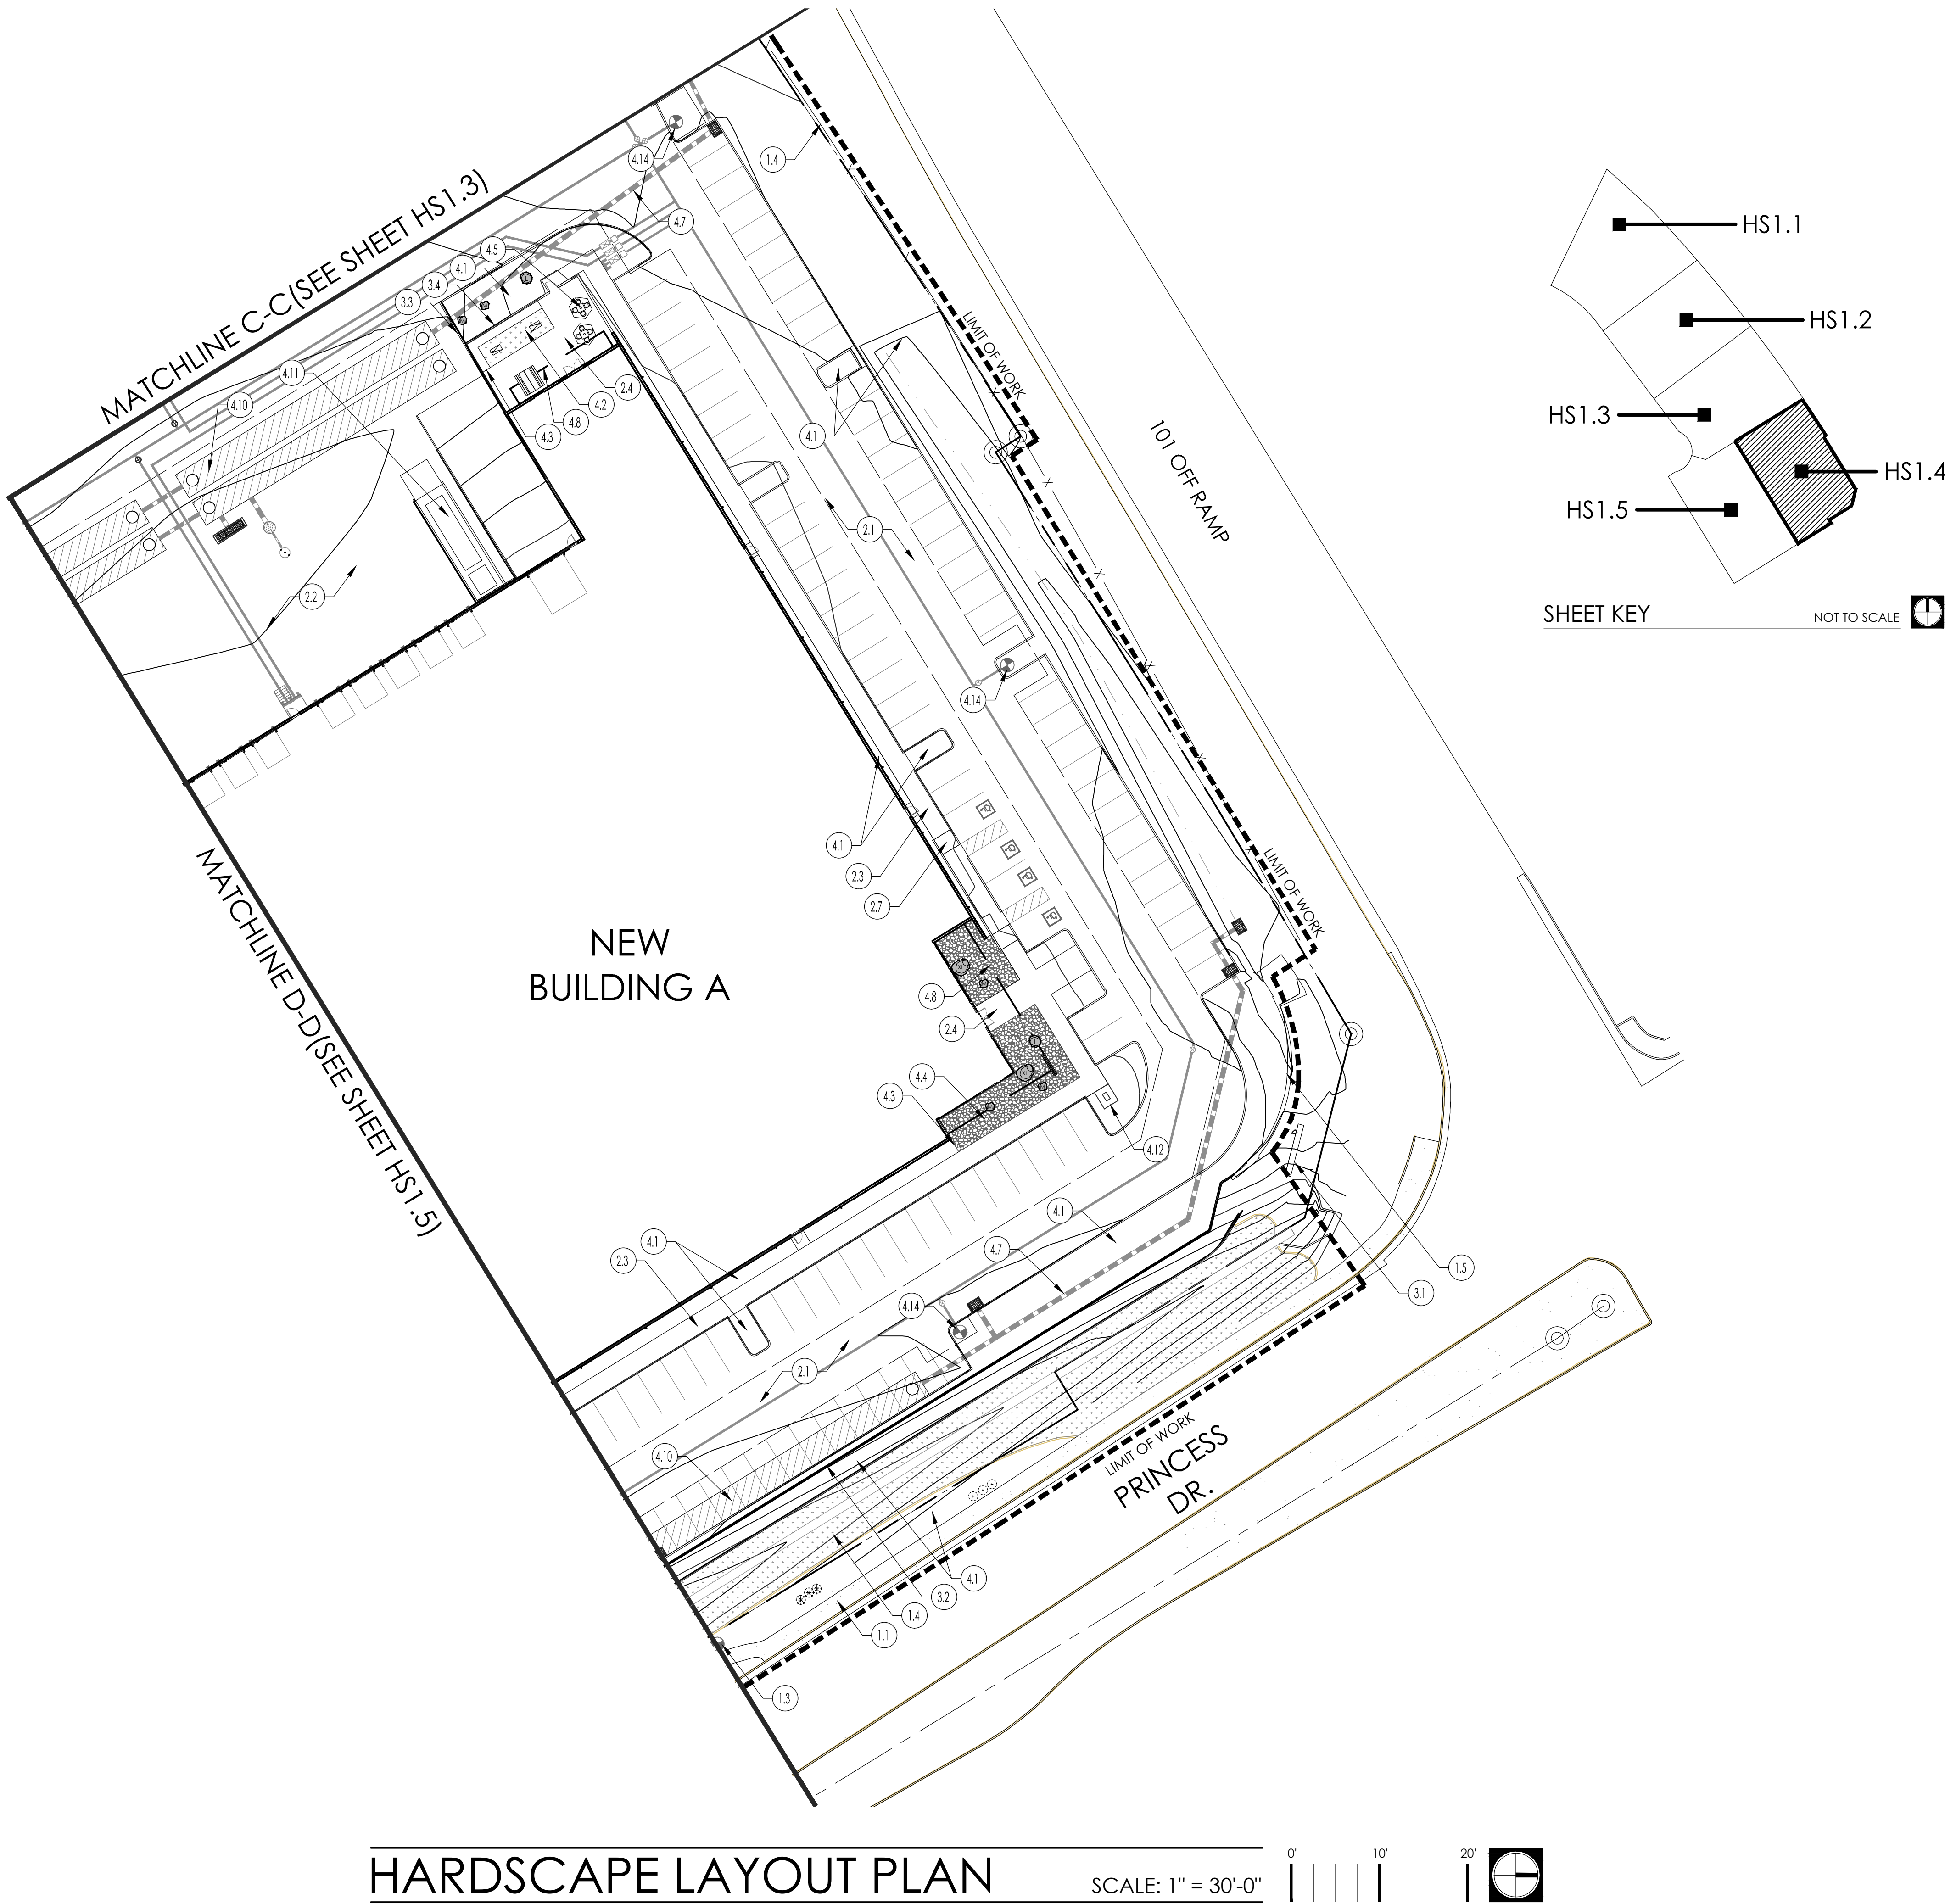 MATCHLINE C-C(SEE SHEET HS1.3)
4.14
1.4
4.7
4.5
4.1
3.4
3.3
4.11
4.10
2.4
4.2
4.8
4.3
4.1
LIMIT OF WORK
101 OFF RAMP
2.1
2.2
4.14
4.1
2.3
2.7
LIMIT OF WORK
MATCHLINE D-D(SEE SHEET HS1.5)
NEW
BUILDING A
4.8
2.4
4.4
4.3
4.12
4.1
4.7
4.1
2.3
4.14
1.5
3.1
2.1
4.10
LIMIT OF WORK
PRINCESS
DR.
4.1
3.2
1.4
1.1
1.3
HS1.1
HS1.2
HS1.3
HS1.4
HS1.5
SHEET KEY
NOT TO SCALE
HARDSCAPE LAYOUT PLAN
SCALE: 1" = 30'-0"
0'
10'
20'